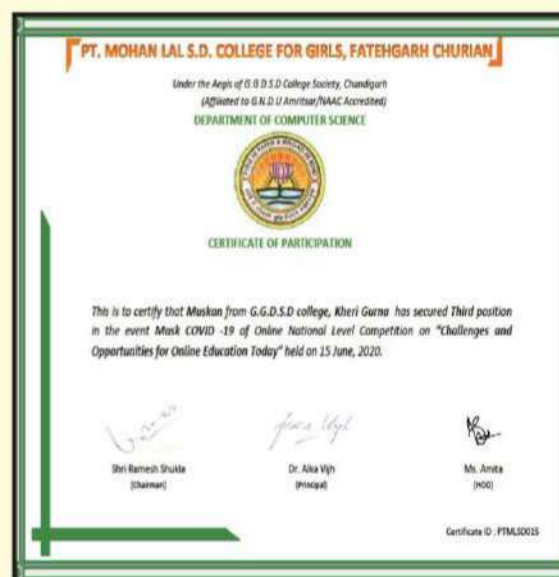 PT. MOHAN LAL S.D. COLLEGE FOR GIRLS, FATEHGARH CHURIAN
Under the Aegis of G.G.D.S.D College Society, Chandigarh
(Affiliated to G.N.D.U Amritsar/NAAC Accredited)
DEPARTMENT OF COMPUTER SCIENCE
CERTIFICATE OF PARTICIPATION
This is to certify that Muskan from G.G.D.S.D college, Kheri Gurna has secured Third position
in the event Mask COVID -19 of Online National Level Competition on "Challenges and
Opportunities for Online Education Today" held on 15 June, 2020.
Shri Ramesh Shukla
(Chairman)
Dr. Alka Vijh
(Principal)
Ms. Amita
(HOD)
Certificate ID : PTMLSD015